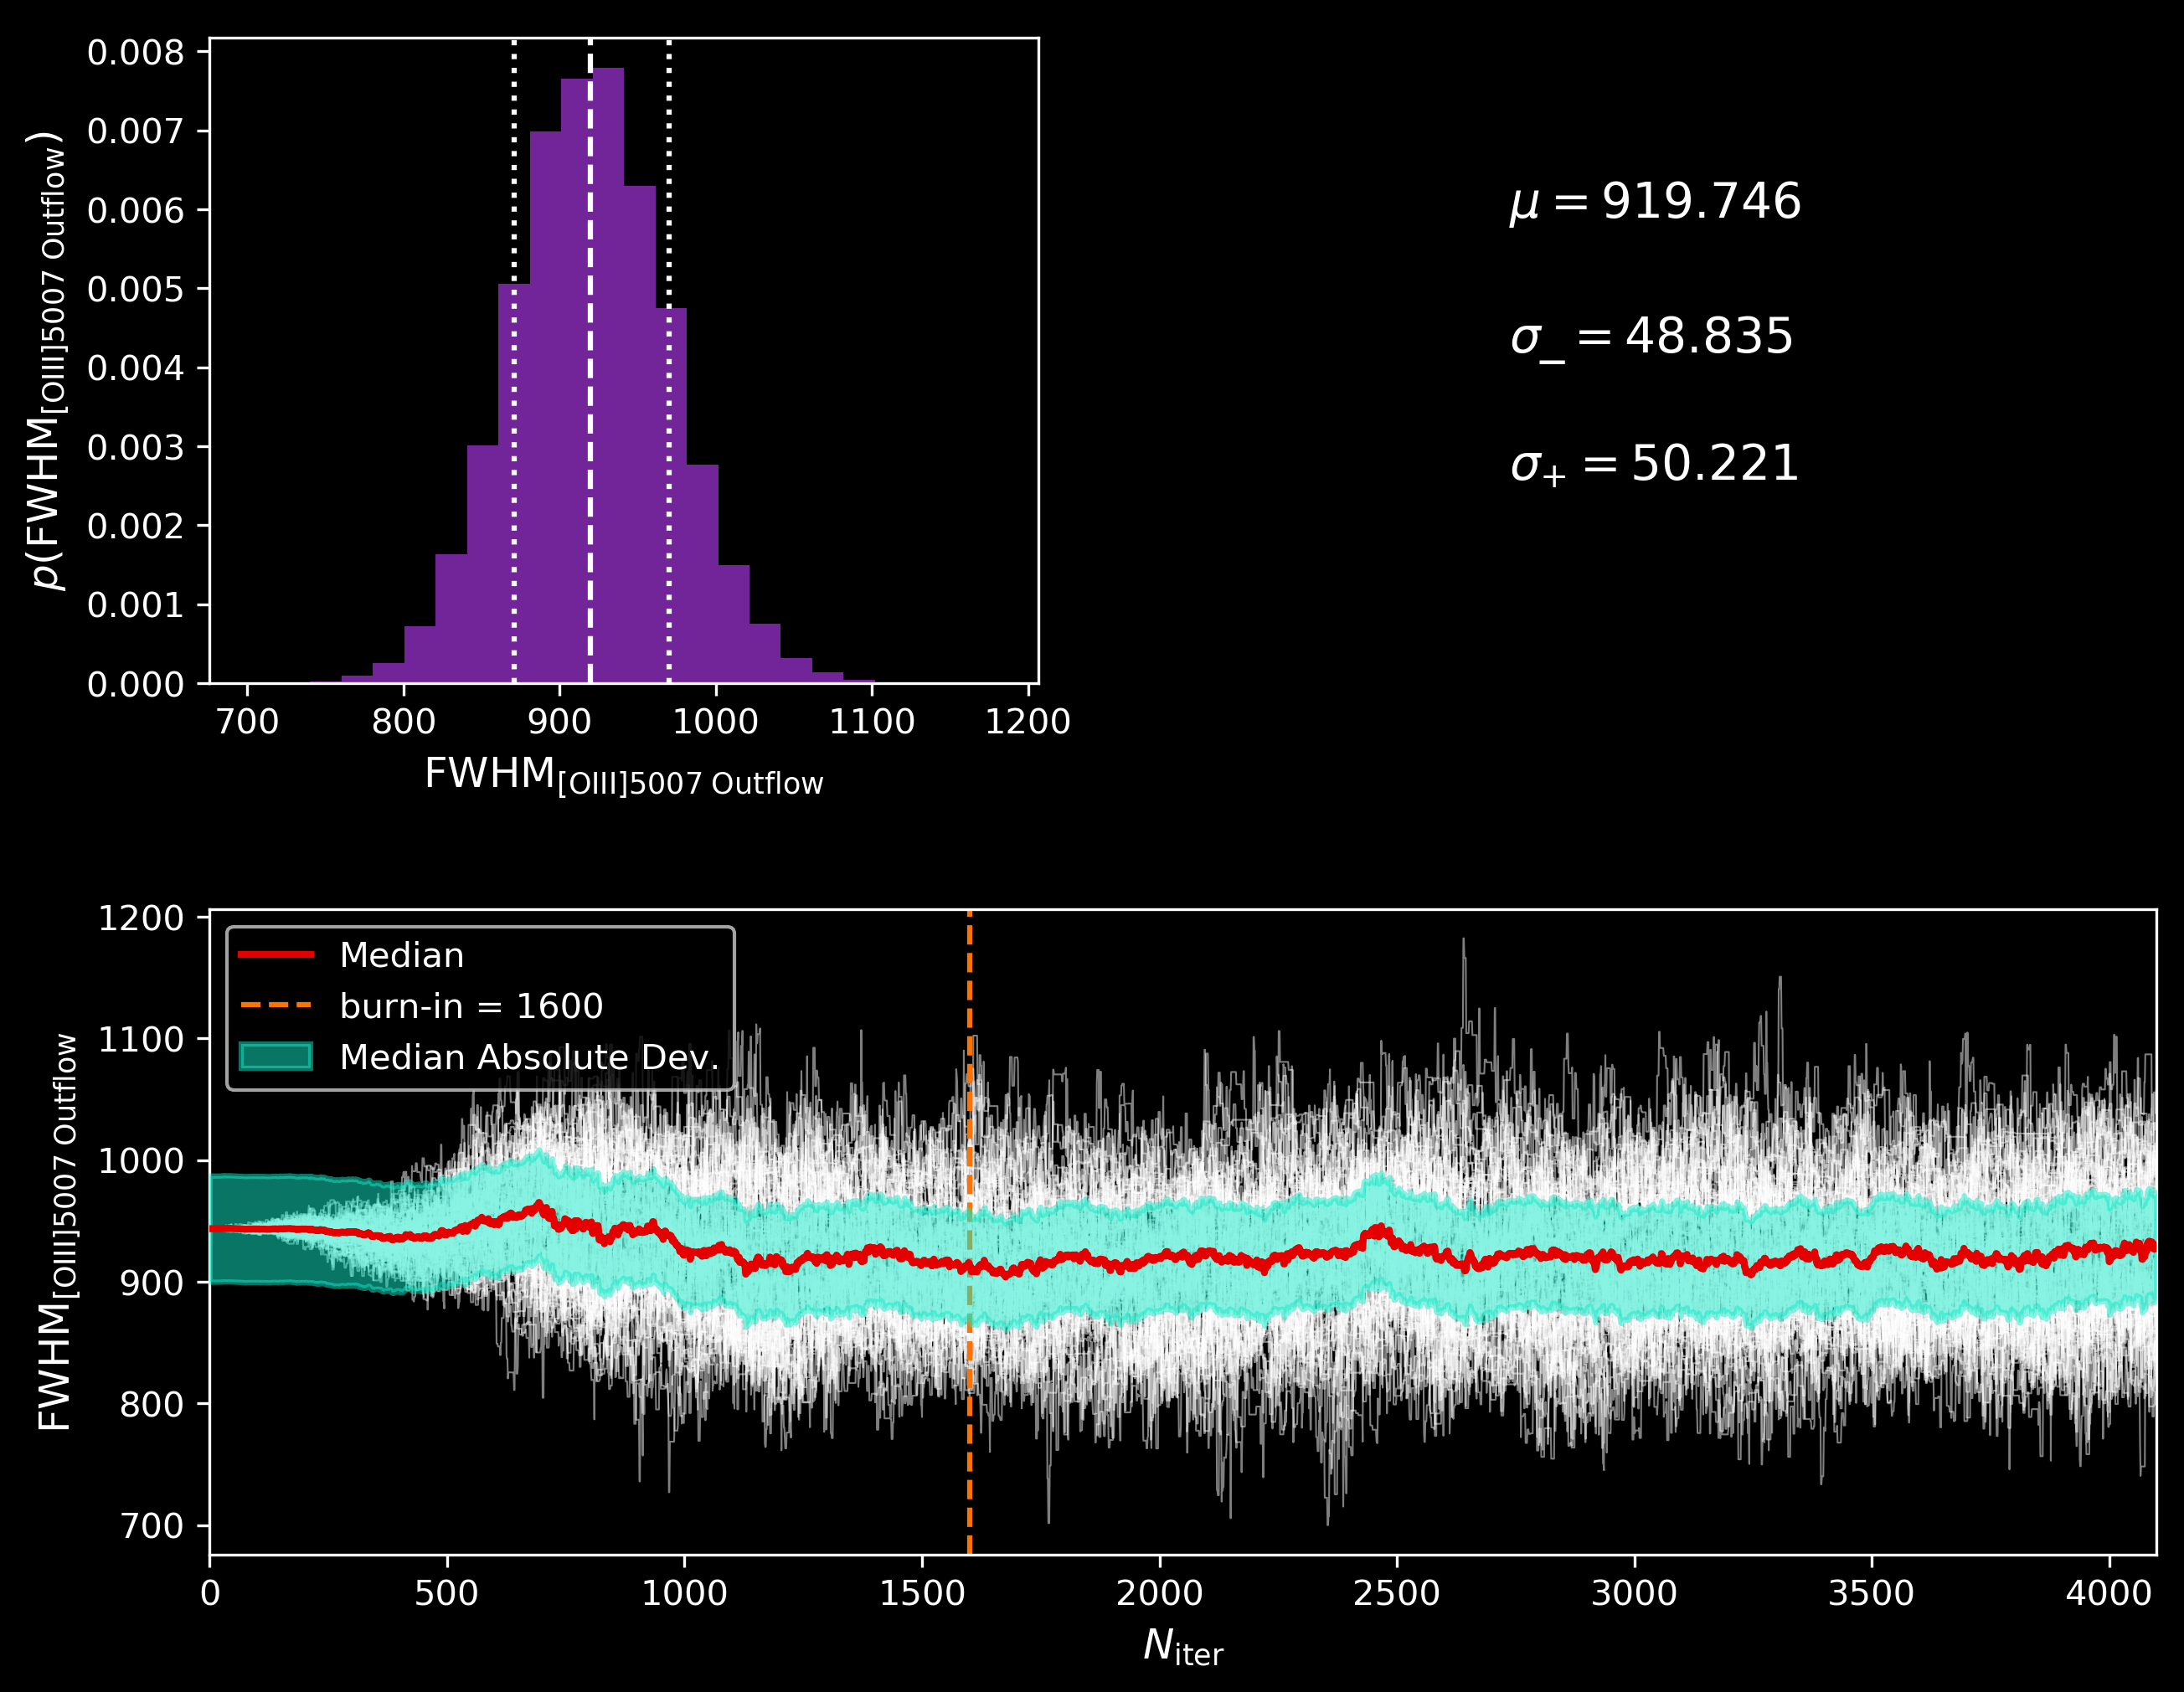 0.008
0.007
0.006
0.005
0.004
0.003
0.002
0.001
0.000
p(FWHM[OIII]5007 Outflow)
700 800 900 1000 1100 1200
FWHM[OIII]5007 Outflow
μ = 919.746
σ− = 48.835
σ+ = 50.221
1200
1100
1000
900
800
700
FWHM[OIII]5007 Outflow
Median
burn-in = 1600
Median Absolute Dev.
0 500 1000 1500 2000 2500 3000 3500 4000
Niter